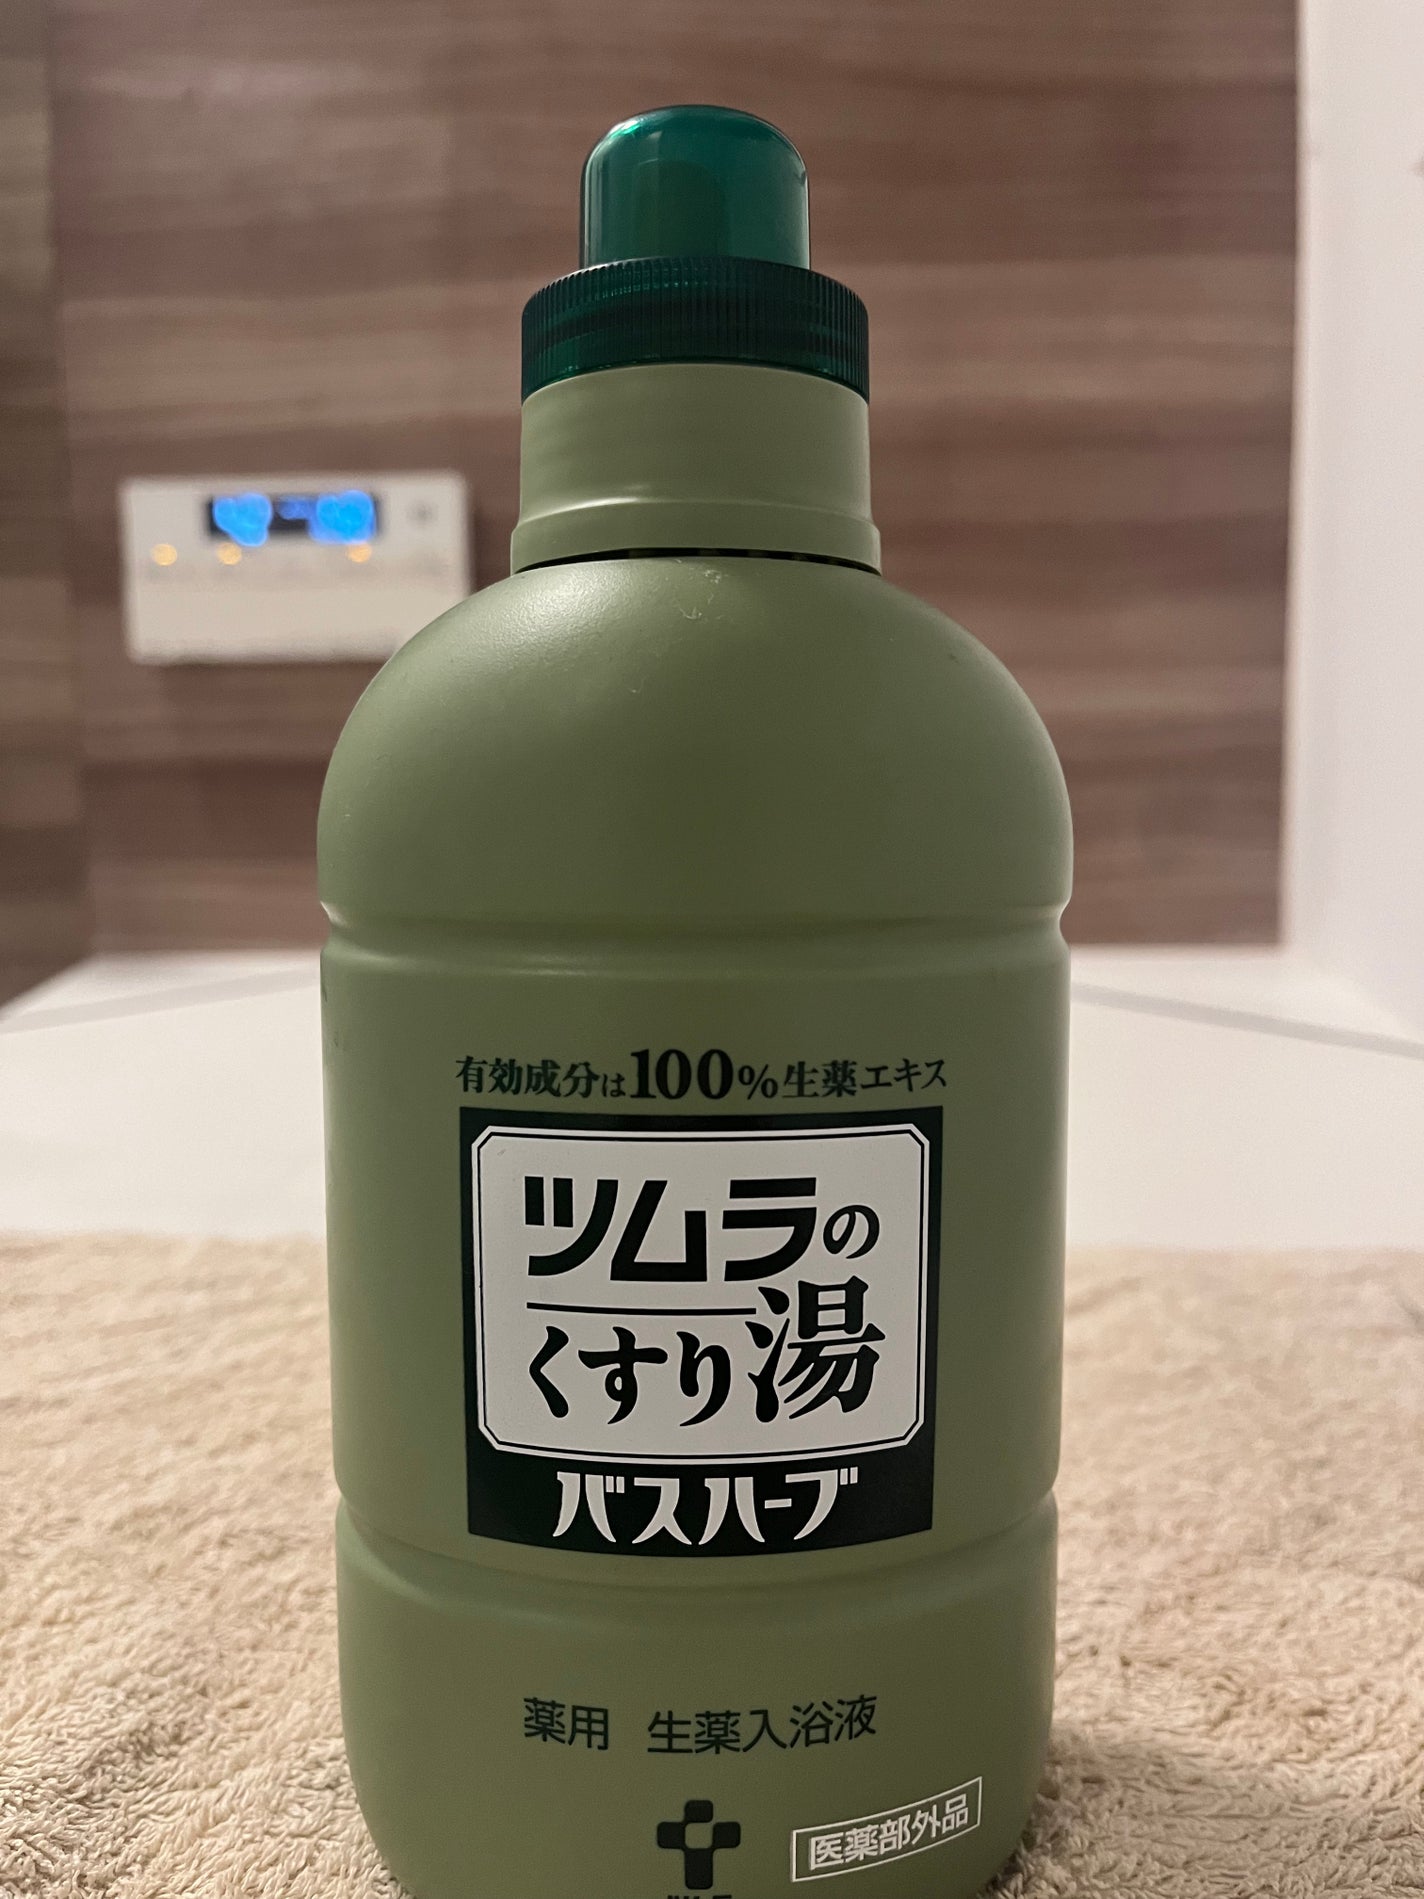 有効成分は100%生薬エキス
ツムラの
くすり湯
バスハーブ
薬用 生薬入浴液
医薬部外品